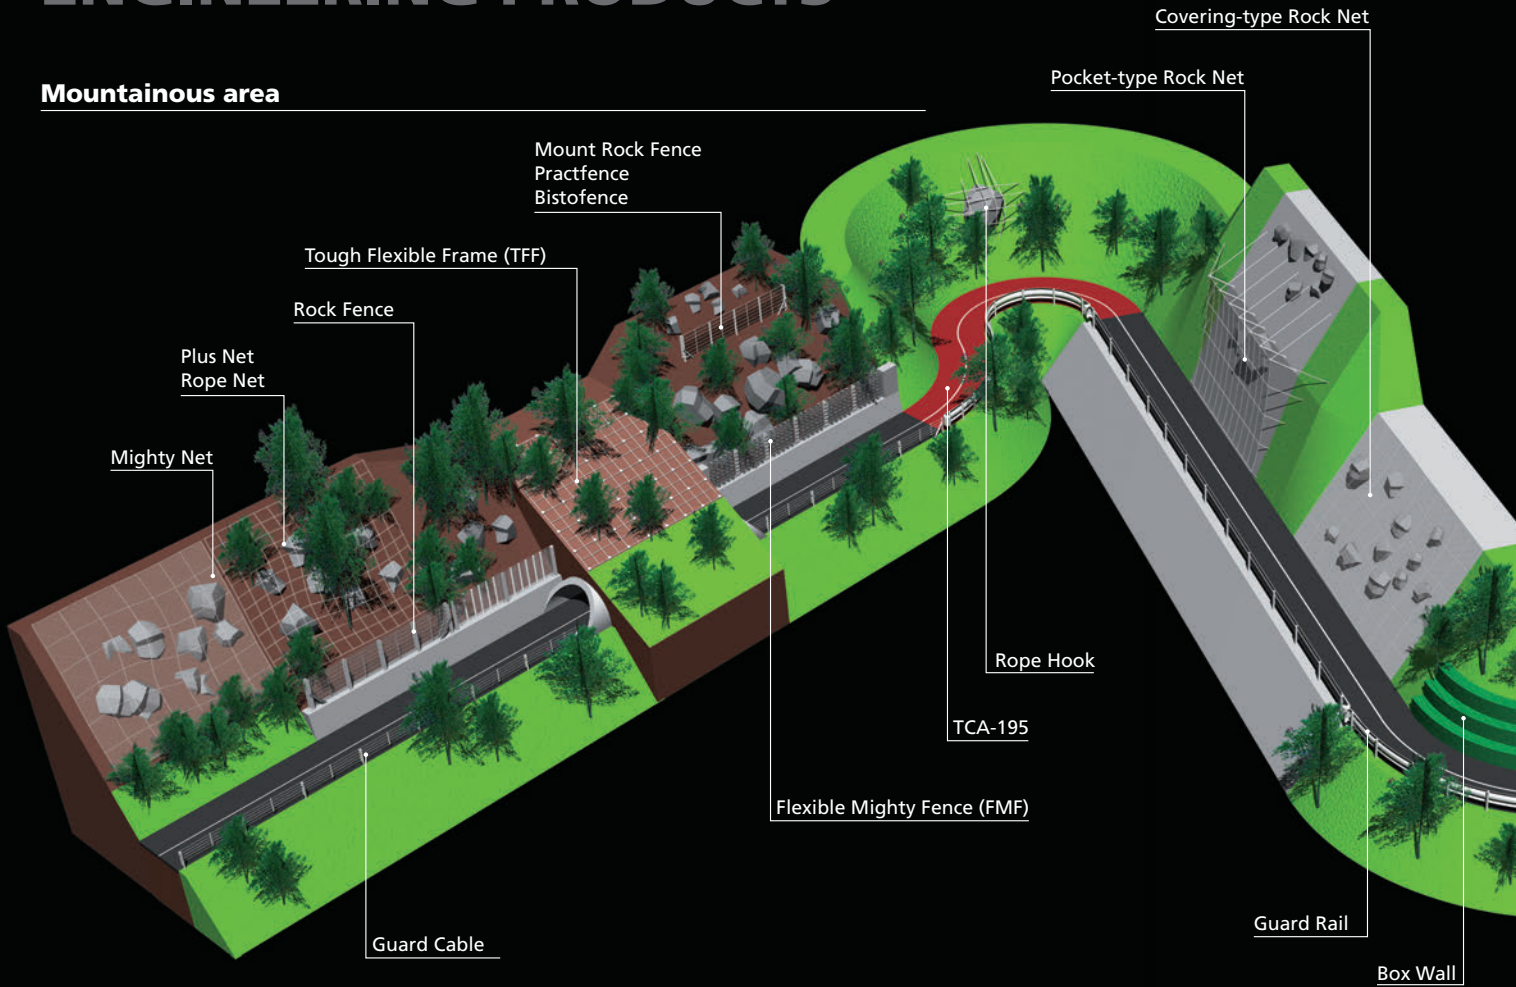 ENGINEERING PRODUCTS
Mountainous area
Covering-type Rock Net
Pocket-type Rock Net
Mount Rock Fence
Practfence
Bistofence
Tough Flexible Frame (TFF)
Rock Fence
Plus Net
Rope Net
Mighty Net
Rope Hook
TCA-195
Flexible Mighty Fence (FMF)
Guard Cable
Guard Rail
Box Wall